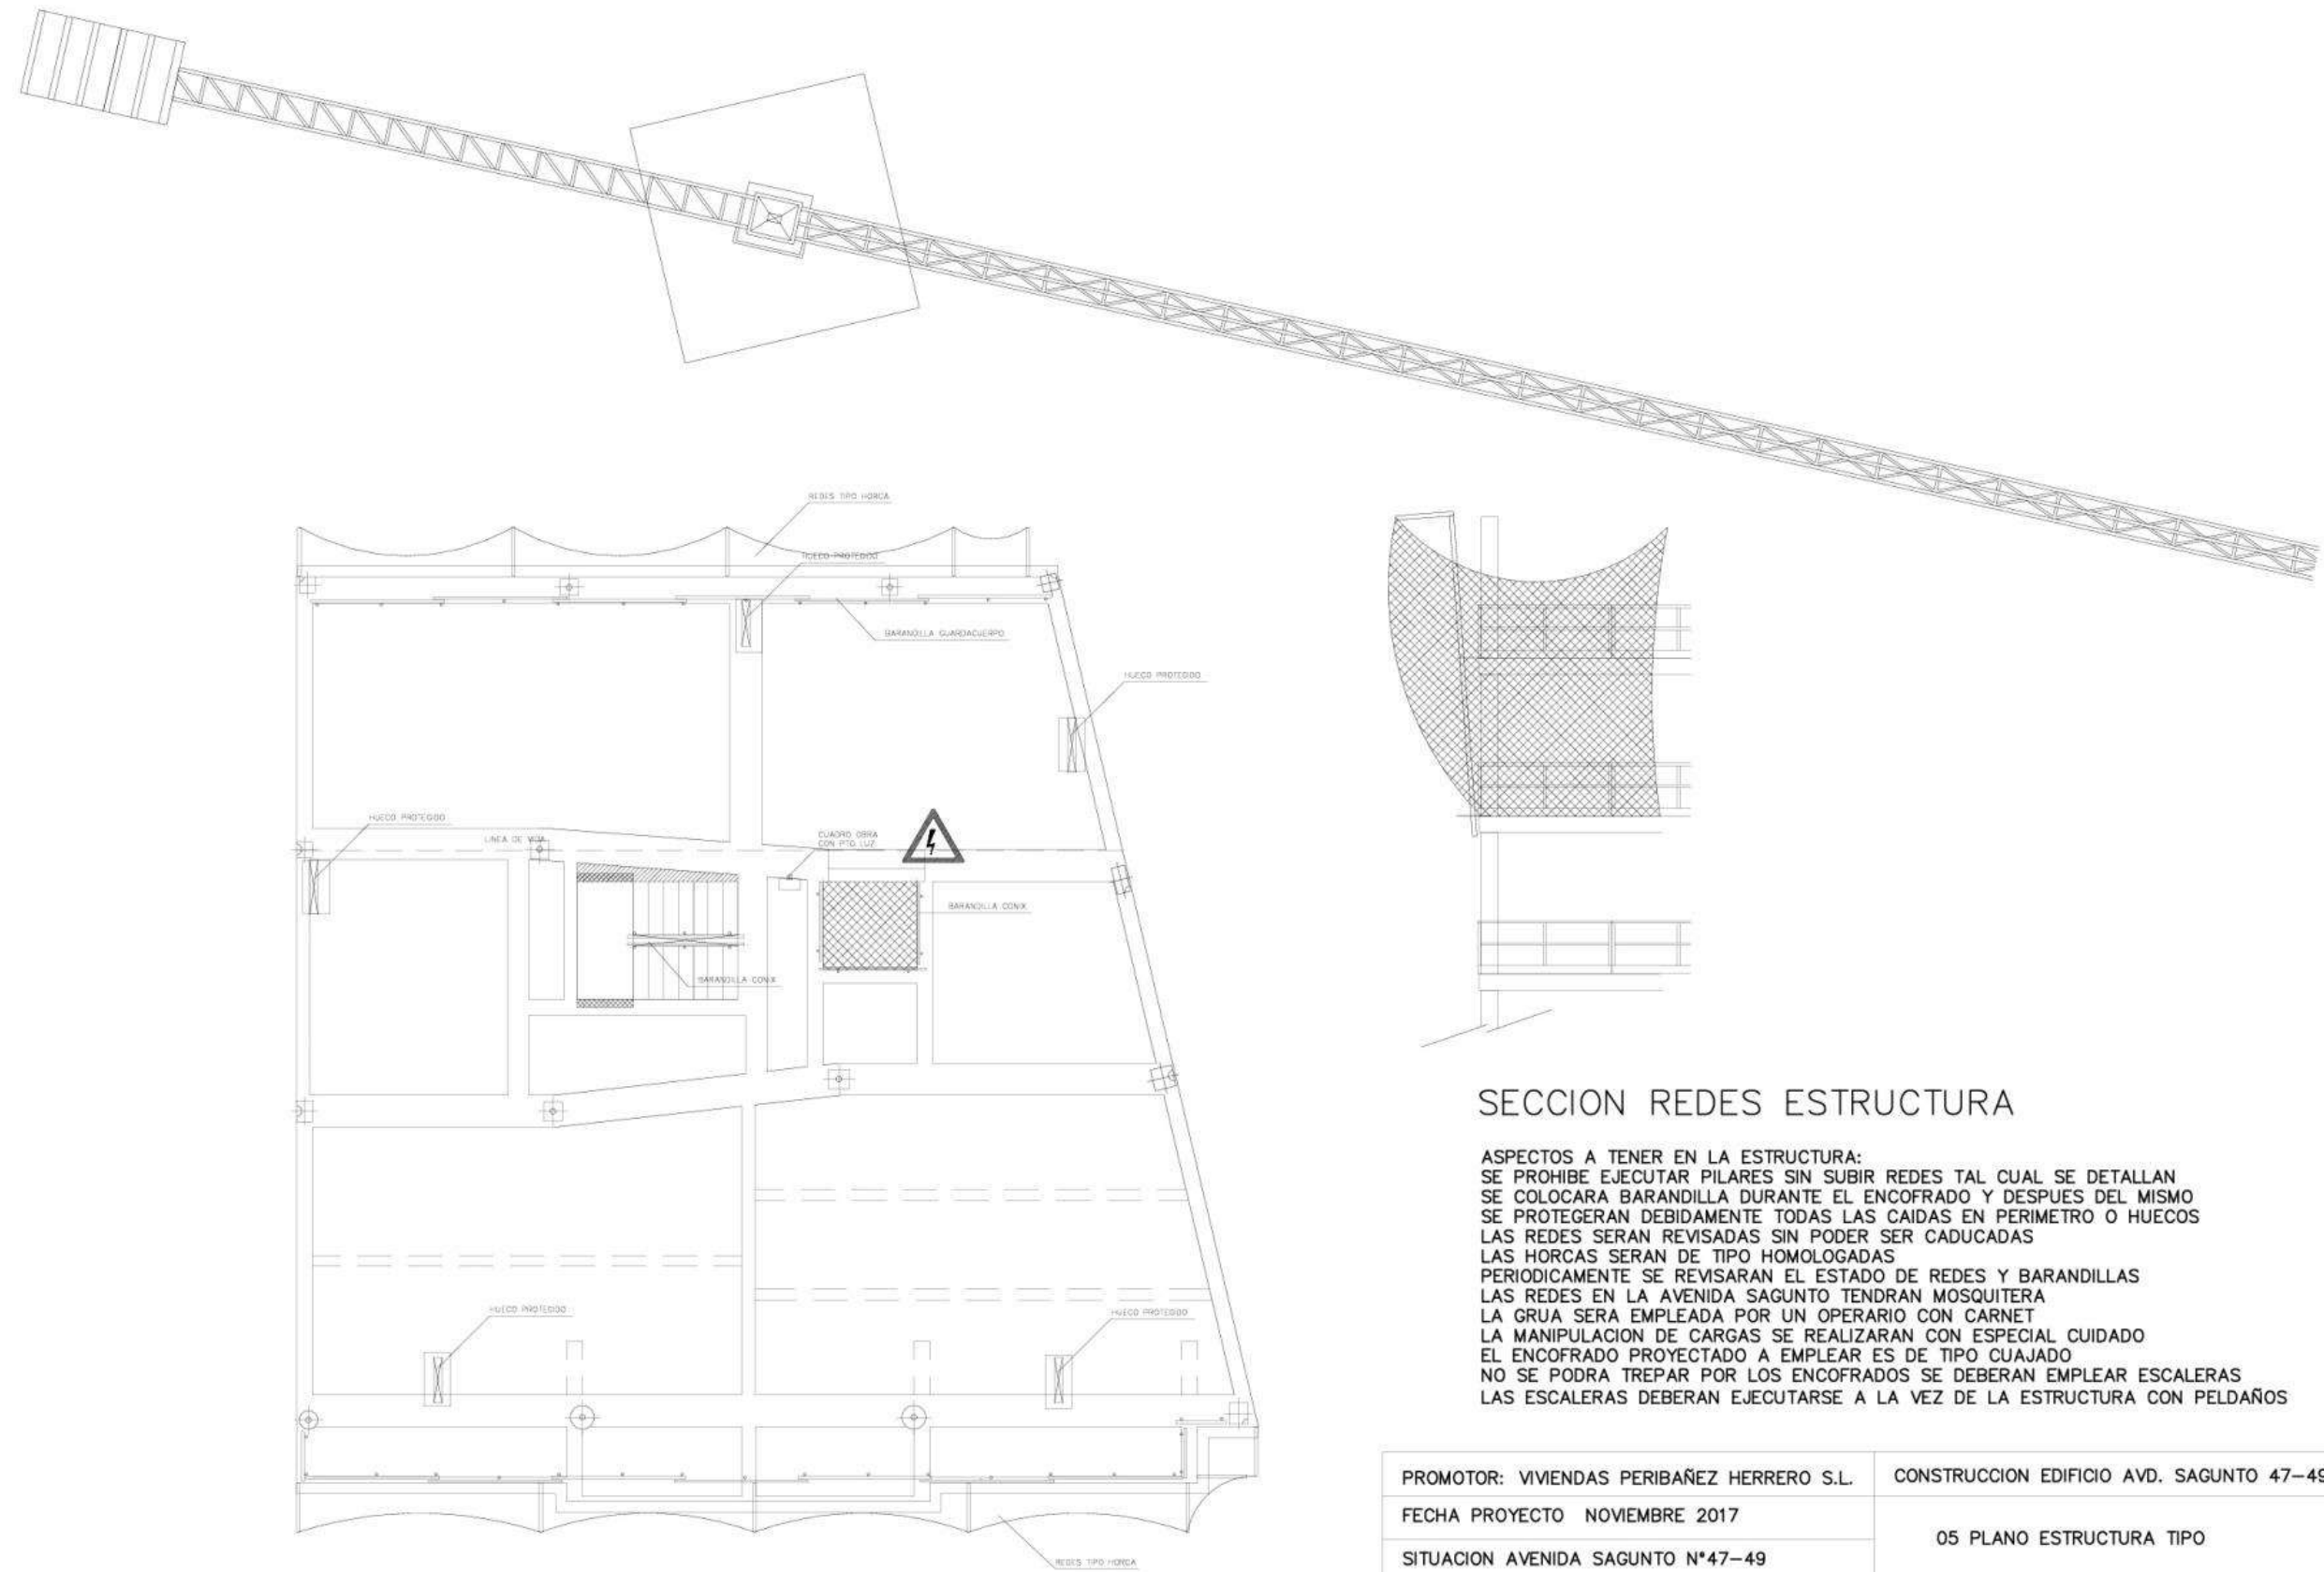 REDES TIPO HORCA
HUECO PROTEGIDO
BARANDILLA GUARDACUERPO
HUECO PROTEGIDO
HUECO PROTEGIDO
LINEA DE VIDA
CUADRO OBRA
CON PTO LUZ
BARANDILLA CONIX
BARANDILLA CONIX
HUECO PROTEGIDO
HUECO PROTEGIDO
REDES TIPO HORCA
SECCION REDES ESTRUCTURA
ASPECTOS A TENER EN LA ESTRUCTURA:
SE PROHIBE EJECUTAR PILARES SIN SUBIR REDES TAL CUAL SE DETALLAN
SE COLOCARA BARANDILLA DURANTE EL ENCOFRADO Y DESPUES DEL MISMO
SE PROTEGERAN DEBIDAMENTE TODAS LAS CAIDAS EN PERIMETRO O HUECOS
LAS REDES SERAN REVISADAS SIN PODER SER CADUCADAS
LAS HORCAS SERAN DE TIPO HOMOLOGADAS
PERIODICAMENTE SE REVISARAN EL ESTADO DE REDES Y BARANDILLAS
LAS REDES EN LA AVENIDA SAGUNTO TENDRAN MOSQUITERA
LA GRUA SERA EMPLEADA POR UN OPERARIO CON CARNET
LA MANIPULACION DE CARGAS SE REALIZARAN CON ESPECIAL CUIDADO
EL ENCOFRADO PROYECTADO A EMPLEAR ES DE TIPO CUAJADO
NO SE PODRA TREPAR POR LOS ENCOFRADOS SE DEBERAN EMPLEAR ESCALERAS
LAS ESCALERAS DEBERAN EJECUTARSE A LA VEZ DE LA ESTRUCTURA CON PELDAÑOS
PROMOTOR: VIVIENDAS PERIBAÑEZ HERRERO S.L.
CONSTRUCCION EDIFICIO AVD. SAGUNTO 47-49
FECHA PROYECTO NOVIEMBRE 2017
05 PLANO ESTRUCTURA TIPO
SITUACION AVENIDA SAGUNTO Nº47-49